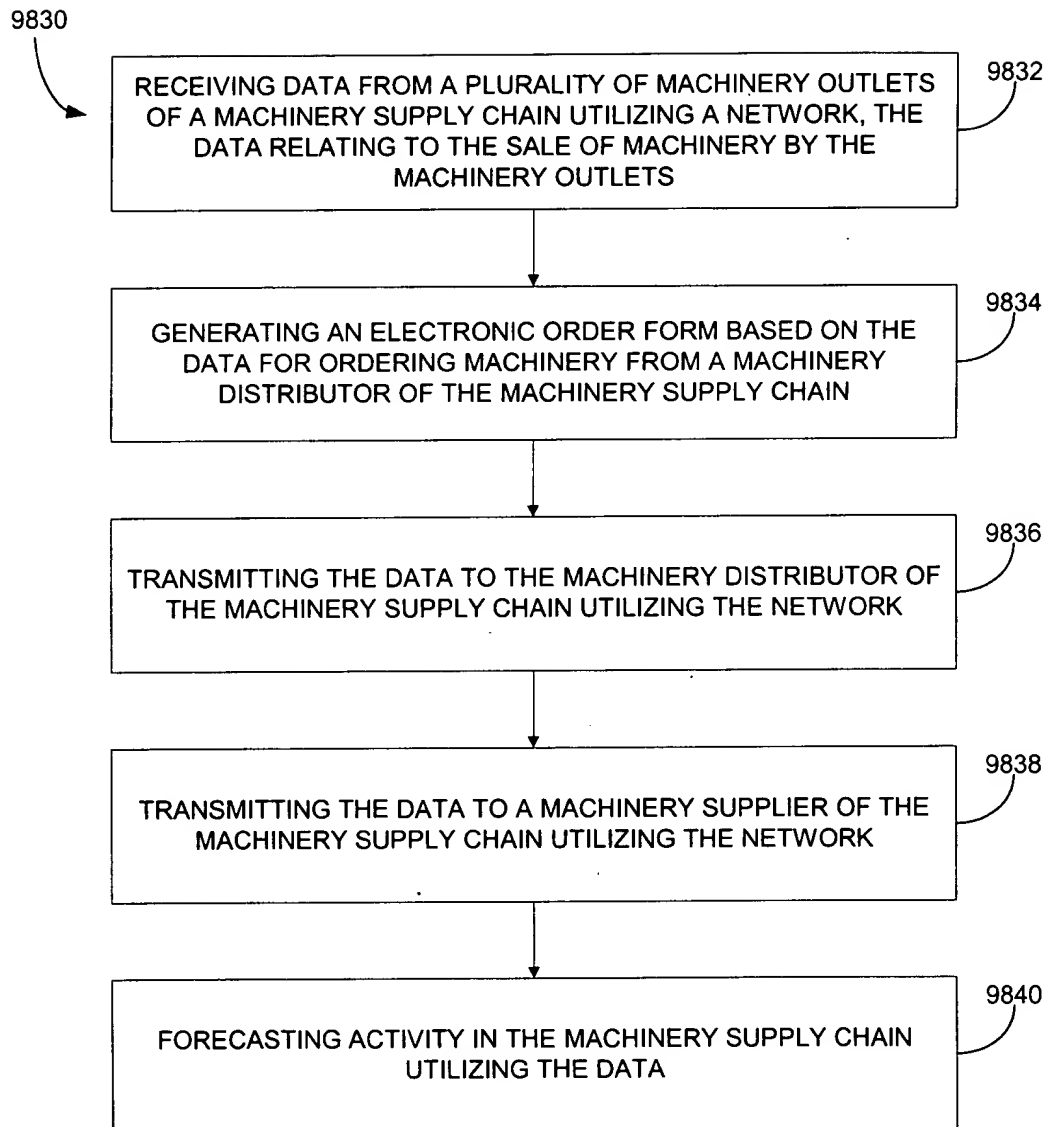 9830
RECEIVING DATA FROM A PLURALITY OF MACHINERY OUTLETS
OF A MACHINERY SUPPLY CHAIN UTILIZING A NETWORK, THE
DATA RELATING TO THE SALE OF MACHINERY BY THE
MACHINERY OUTLETS
9832
GENERATING AN ELECTRONIC ORDER FORM BASED ON THE
DATA FOR ORDERING MACHINERY FROM A MACHINERY
DISTRIBUTOR OF THE MACHINERY SUPPLY CHAIN
9834
TRANSMITTING THE DATA TO THE MACHINERY DISTRIBUTOR OF
THE MACHINERY SUPPLY CHAIN UTILIZING THE NETWORK
9836
TRANSMITTING THE DATA TO A MACHINERY SUPPLIER OF THE
MACHINERY SUPPLY CHAIN UTILIZING THE NETWORK
9838
FORECASTING ACTIVITY IN THE MACHINERY SUPPLY CHAIN
UTILIZING THE DATA
9840